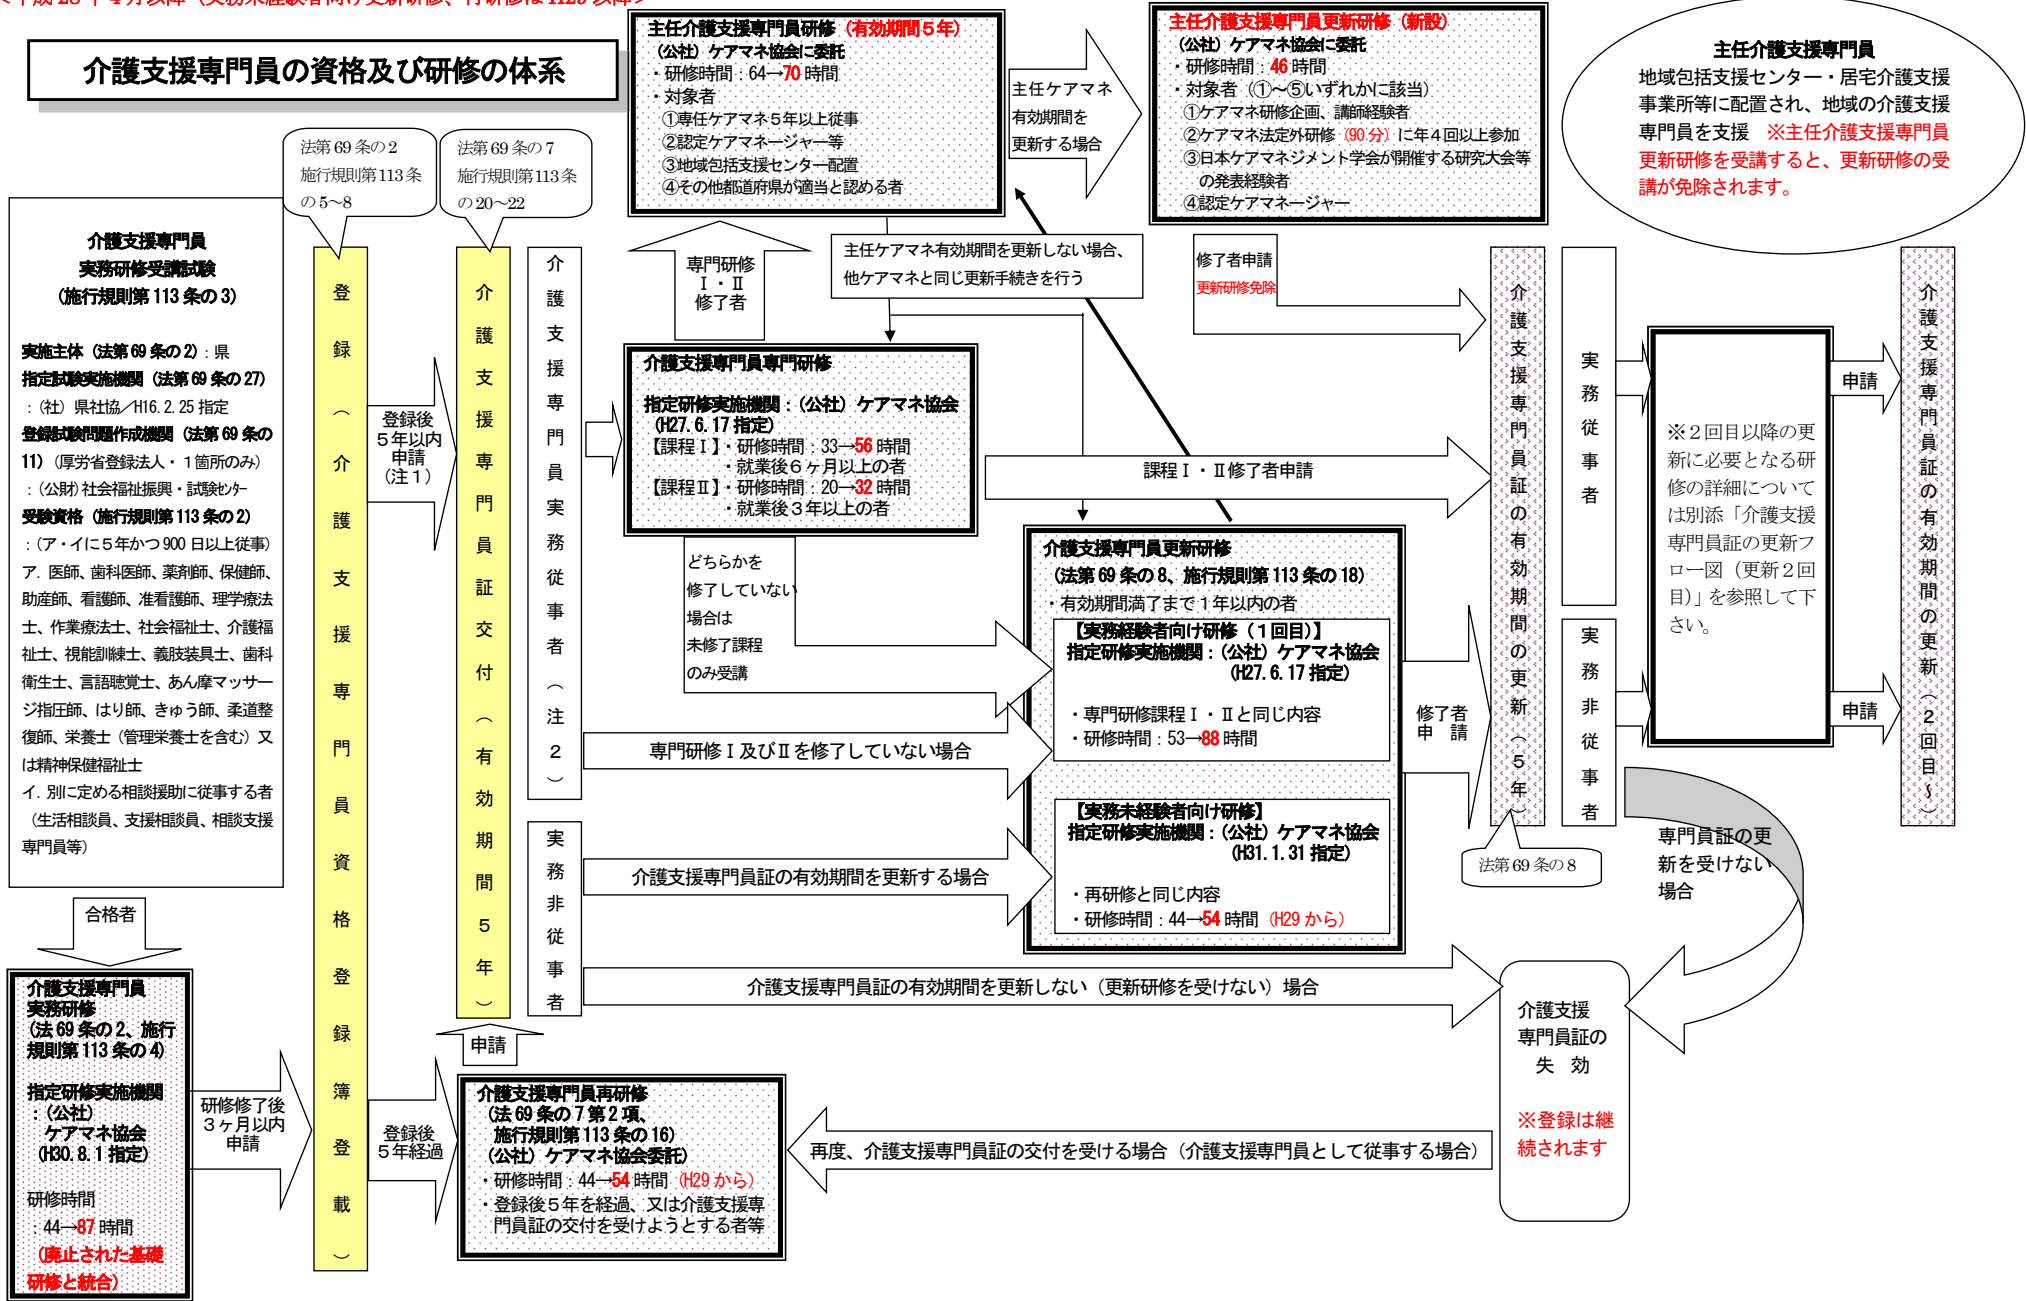 ＜平成28年4月以降（実務未経験者向け更新研修、再研修はH29以降＞
介護支援専門員の資格及び研修の体系
主任介護支援専門員研修（有効期間５年）
（公社）ケアマネ協会に委託
・研修時間：64→70時間
・対象者
①専任ケアマネ５年以上従事
②認定ケアマネージャー等
③地域包括支援センター配置
④その他都道府県が適当と認める者
主任ケアマネ
有効期間を
更新する場合
主任介護支援専門員更新研修（新設）
（公社）ケアマネ協会に委託
・研修時間：46時間
・対象者（①～⑤いずれかに該当）
①ケアマネ研修企画、講師経験者
②ケアマネ法定外研修（90分）に年４回以上参加
③日本ケアマネジメント学会が開催する研究大会等
の発表経験者
④認定ケアマネージャー
主任介護支援専門員
地域包括支援センター・居宅介護支援
事業所等に配置され、地域の介護支援
専門員を支援　※主任介護支援専門員
更新研修を受講すると、更新研修の受
講が免除されます。
法第69条の2
施行規則第113条
の5～8
法第69条の7
施行規則第113条
の20～22
介護支援専門員
実務研修受講試験
（施行規則第113条の3）
実施主体（法第69条の2）：県
指定試験実施機関（法第69条の27）
：（社）県社協／H16.2.25指定
登録試験問題作成機関（法第69条の
11）（厚労省登録法人・１箇所のみ）
：（公財）社会福祉振興・試験ｾﾝﾀｰ
受験資格（施行規則第113条の2）
：（ア・イに５年かつ900日以上従事）
ア．医師、歯科医師、薬剤師、保健師、
助産師、看護師、准看護師、理学療法
士、作業療法士、社会福祉士、介護福
祉士、視能訓練士、義肢装具士、歯科
衛生士、言語聴覚士、あん摩マッサー
ジ指圧師、はり師、きゅう師、柔道整
復師、栄養士（管理栄養士を含む）又
は精神保健福祉士
イ．別に定める相談援助に従事する者
（生活相談員、支援相談員、相談支援
専門員等）
合格者
介護支援専門員
実務研修
（法69条の2、施行
規則第113条の4）
指定研修実施機関
：（公社）
ケアマネ協会
（H30.8.1指定）
研修時間
：44→87時間
（廃止された基礎
研修と統合）
研修修了後
３ヶ月以内
申請
登録（介護支援専門員資格登録簿登載）
登録後
５年以内
申請
（注１）
登録後
５年経過
介護支援専門員証交付（有効期間５年）
申請
介護支援専門員実務従事者（注２）
実務非従事者
専門研修
Ⅰ・Ⅱ
修了者
主任ケアマネ有効期間を更新しない場合、
他ケアマネと同じ更新手続きを行う
修了者申請
更新研修免除
介護支援専門員専門研修
指定研修実施機関：（公社）ケアマネ協会
（H27.6.17指定）
【課程Ⅰ】・研修時間：33→56時間
・就業後６ヶ月以上の者
【課程Ⅱ】・研修時間：20→32時間
・就業後３年以上の者
課程Ⅰ・Ⅱ修了者申請
どちらかを
修了していない
場合は
未修了課程
のみ受講
専門研修Ⅰ及びⅡを修了していない場合
介護支援専門員証の有効期間を更新する場合
介護支援専門員証の有効期間を更新しない（更新研修を受けない）場合
介護支援専門員更新研修
（法第69条の8、施行規則第113条の18）
・有効期間満了まで１年以内の者
【実務経験者向け研修（１回目）】
指定研修実施機関：（公社）ケアマネ協会
（H27.6.17指定）
・専門研修課程Ⅰ・Ⅱと同じ内容
・研修時間：53→88時間
【実務未経験者向け研修】
指定研修実施機関：（公社）ケアマネ協会
（H31.1.31指定）
・再研修と同じ内容
・研修時間：44→54時間（H29から）
修了者
申　請
介護支援専門員証の有効期間の更新（５年）
法第69条の8
実務従事者
実務非従事者
※２回目以降の更
新に必要となる研
修の詳細について
は別添「介護支援
専門員証の更新フ
ロー図（更新２回
目）」を参照して下
さい。
申請
申請
介護支援専門員証の有効期間の更新（２回目～）
専門員証の更
新を受けない
場合
介護支援
専門員証の
失　効
※登録は継
続されます
介護支援専門員再研修
（法69条の7第2項、
施行規則第113条の16）
（公社）ケアマネ協会委託）
・研修時間：44→54時間（H29から）
・登録後５年を経過、又は介護支援専
門員証の交付を受けようとする者等
再度、介護支援専門員証の交付を受ける場合（介護支援専門員として従事する場合）